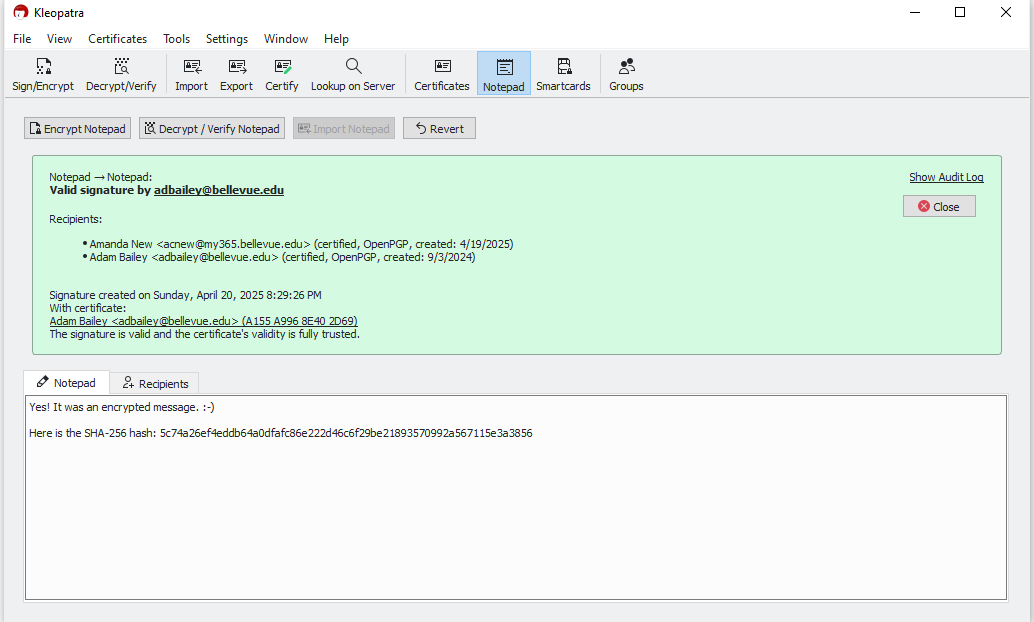 Kleopatra
File View Certificates Tools Settings Window Help
Sign/Encrypt Decrypt/Verify Import Export Certify Lookup on Server Certificates Notepad Smartcards Groups
Encrypt Notepad Decrypt / Verify Notepad Import Notepad Revert
Notepad → Notepad: Show Audit Log
Valid signature by adbailey@bellevue.edu
Close
Recipients:
• Amanda New <acnew@my365.bellevue.edu> (certified, OpenPGP, created: 4/19/2025)
• Adam Bailey <adbailey@bellevue.edu> (certified, OpenPGP, created: 9/3/2024)
Signature created on Sunday, April 20, 2025 8:29:26 PM
With certificate:
Adam Bailey <adbailey@bellevue.edu> (A155 A996 8E40 2D69)
The signature is valid and the certificate's validity is fully trusted.
Notepad Recipients
Yes! It was an encrypted message. :-)
Here is the SHA-256 hash: 5c74a26ef4eddb64a0dfafc86e222d46c6f29be21893570992a567115e3a3856